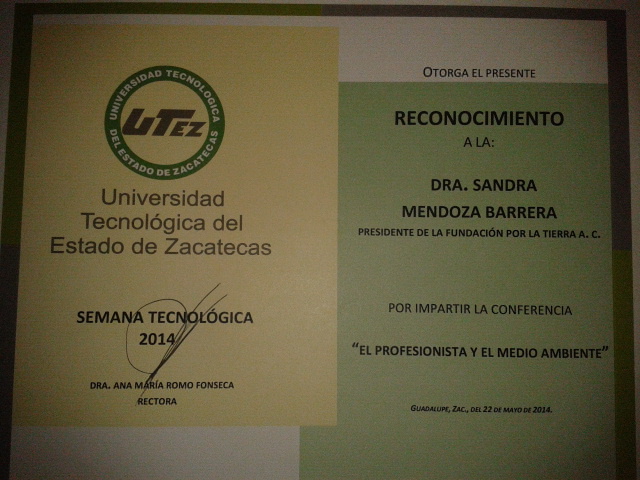 UNIVERSIDAD TECNOLOGICA
DEL ESTADO DE ZACATECAS
UTEZ
Universidad
Tecnológica del
Estado de Zacatecas
SEMANA TECNOLÓGICA
2014
DRA. ANA MARÍA ROMO FONSECA
RECTORA
OTORGA EL PRESENTE
RECONOCIMIENTO
A LA:
DRA. SANDRA
MENDOZA BARRERA
PRESIDENTE DE LA FUNDACIÓN POR LA TIERRA A. C.
POR IMPARTIR LA CONFERENCIA
"EL PROFESIONISTA Y EL MEDIO AMBIENTE"
GUADALUPE, ZAC., DEL 22 DE MAYO DE 2014.